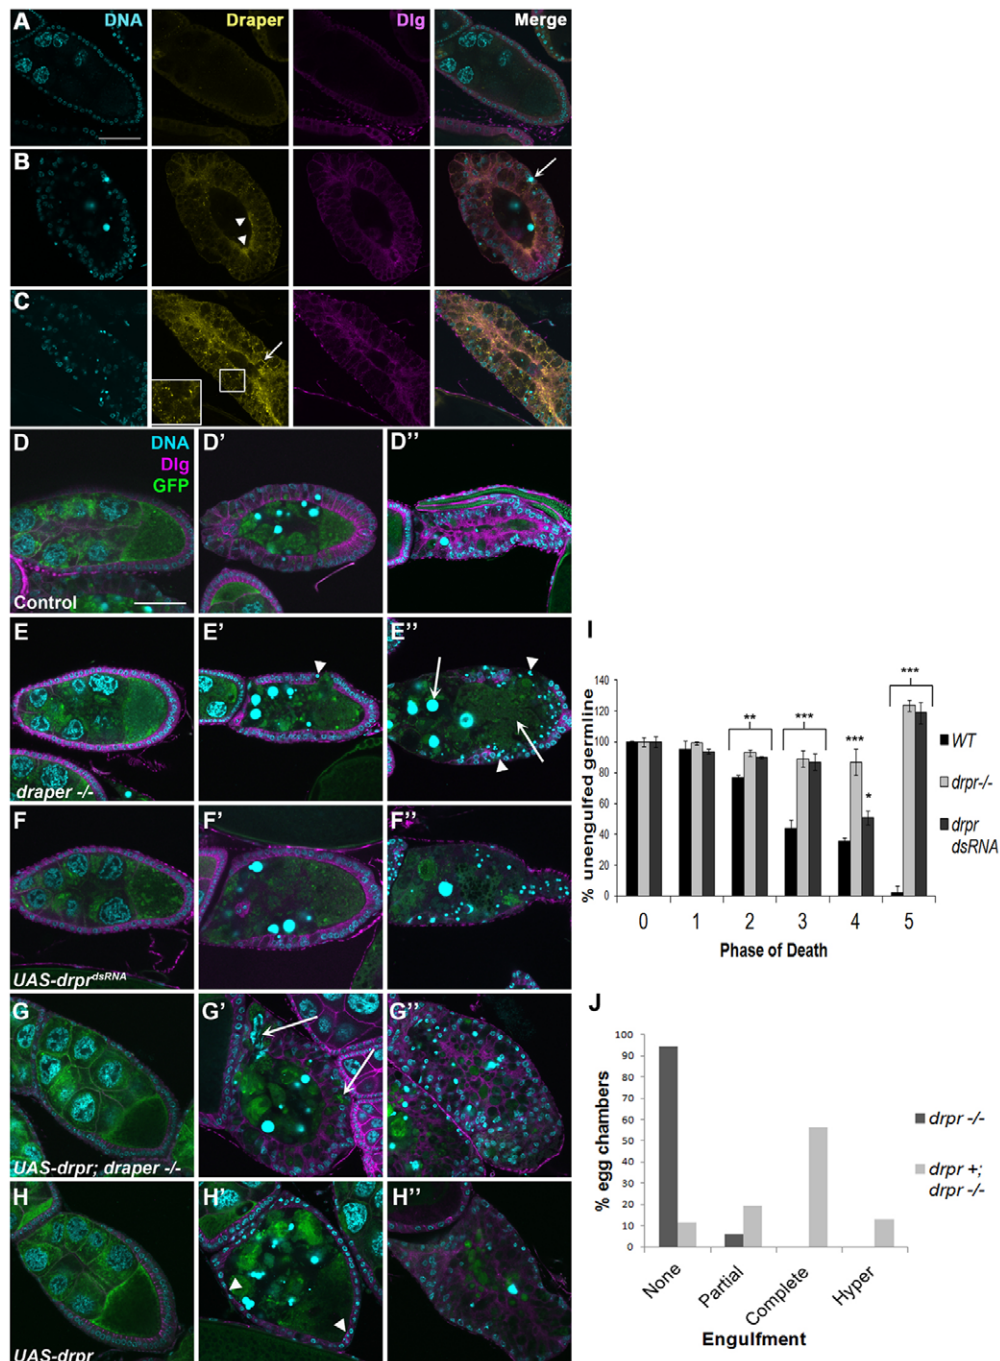 A DNA Draper Dlg Merge
B
C
D DNA D' D''
Dlg
GFP
Control
E E' E''
draper -/-
F F' F''
UAS-drpr^dsRNA
G G' G''
UAS-drpr; draper -/-
H H' H''
UAS-drpr
I
% unengulfed germline
140
120
100
80
60
40
20
0
** *** *** * ***
0 1 2 3 4 5
Phase of Death
WT
drpr-/-
drpr
dsRNA
J
% egg chambers
100
90
80
70
60
50
40
30
20
10
0
None Partial Complete Hyper
Engulfment
drpr -/-
drpr +;
drpr -/-